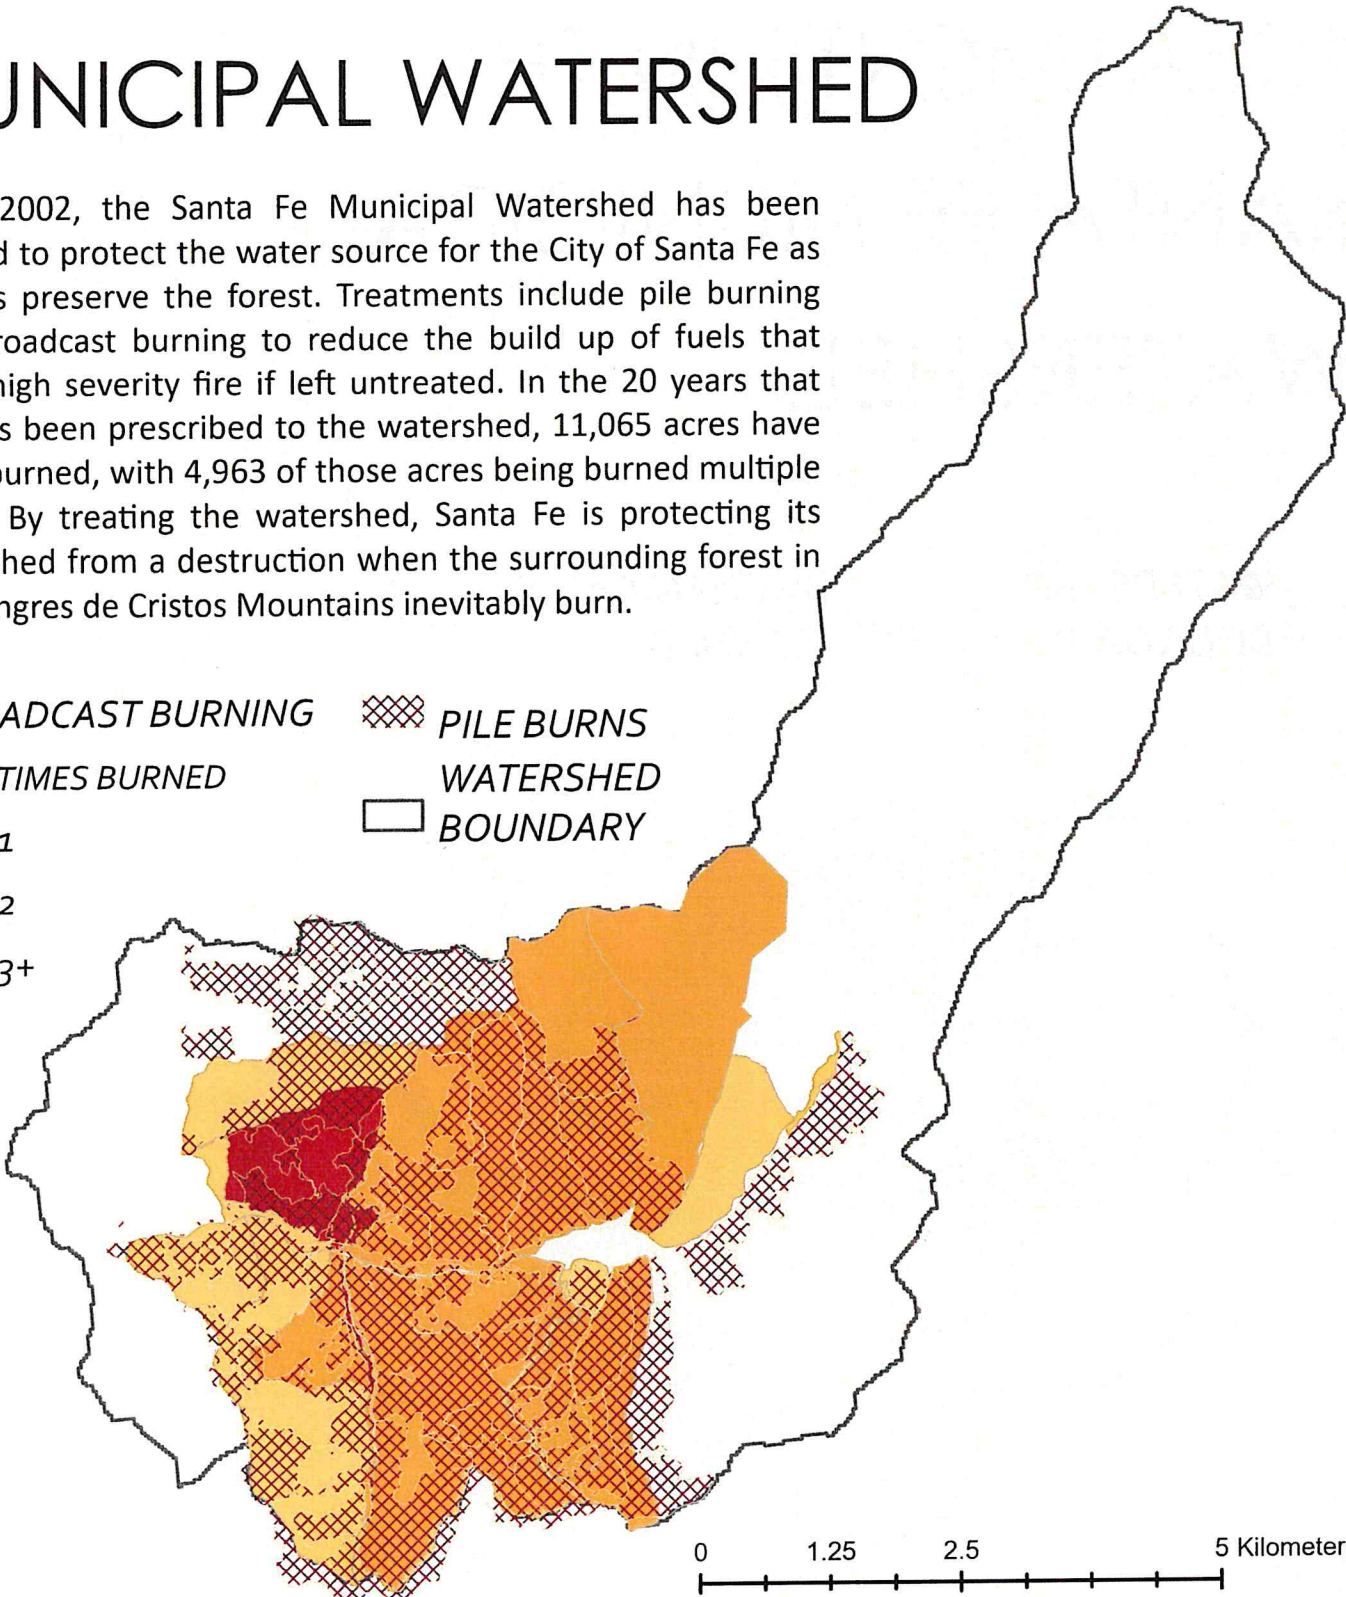 UNICIPAL WATERSHED
2002, the Santa Fe Municipal Watershed has been
d to protect the water source for the City of Santa Fe as
s preserve the forest. Treatments include pile burning
roadcast burning to reduce the build up of fuels that
high severity fire if left untreated. In the 20 years that
s been prescribed to the watershed, 11,065 acres have
burned, with 4,963 of those acres being burned multiple
By treating the watershed, Santa Fe is protecting its
hed from a destruction when the surrounding forest in
ngres de Cristos Mountains inevitably burn.
ADCAST BURNING
TIMES BURNED
1
2
3+
PILE BURNS
WATERSHED
BOUNDARY
0 1.25 2.5 5 Kilometer